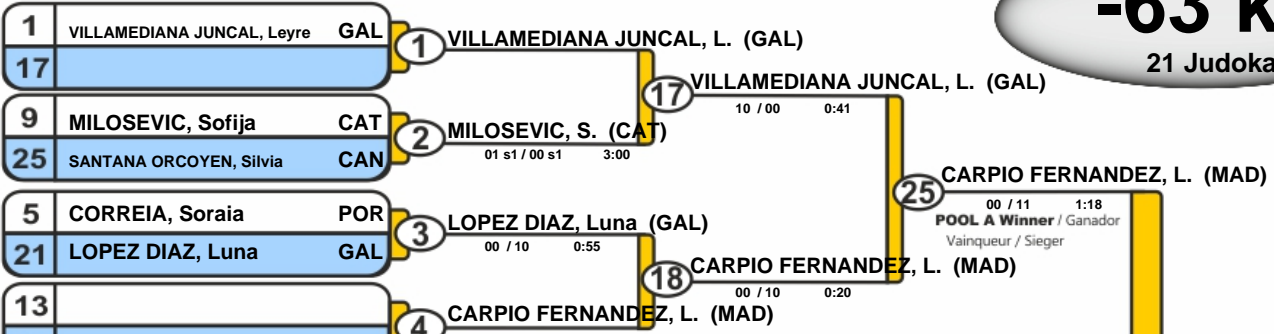 -63 k
21 Judoka
1 VILLAMEDIANA JUNCAL, Leyre GAL
17
1 VILLAMEDIANA JUNCAL, L. (GAL)
17 VILLAMEDIANA JUNCAL, L. (GAL)
10 / 00 0:41
9 MILOSEVIC, Sofija CAT
25 SANTANA ORCOYEN, Silvia CAN
2 MILOSEVIC, S. (CAT)
01 s1 / 00 s1 3:00
25 CARPIO FERNANDEZ, L. (MAD)
00 / 11 1:18
POOL A Winner / Ganador
Vainqueur / Sieger
5 CORREIA, Soraia POR
21 LOPEZ DIAZ, Luna GAL
3 LOPEZ DIAZ, Luna (GAL)
00 / 10 0:55
18 CARPIO FERNANDEZ, L. (MAD)
00 / 10 0:20
13
4 CARPIO FERNANDEZ, L. (MAD)